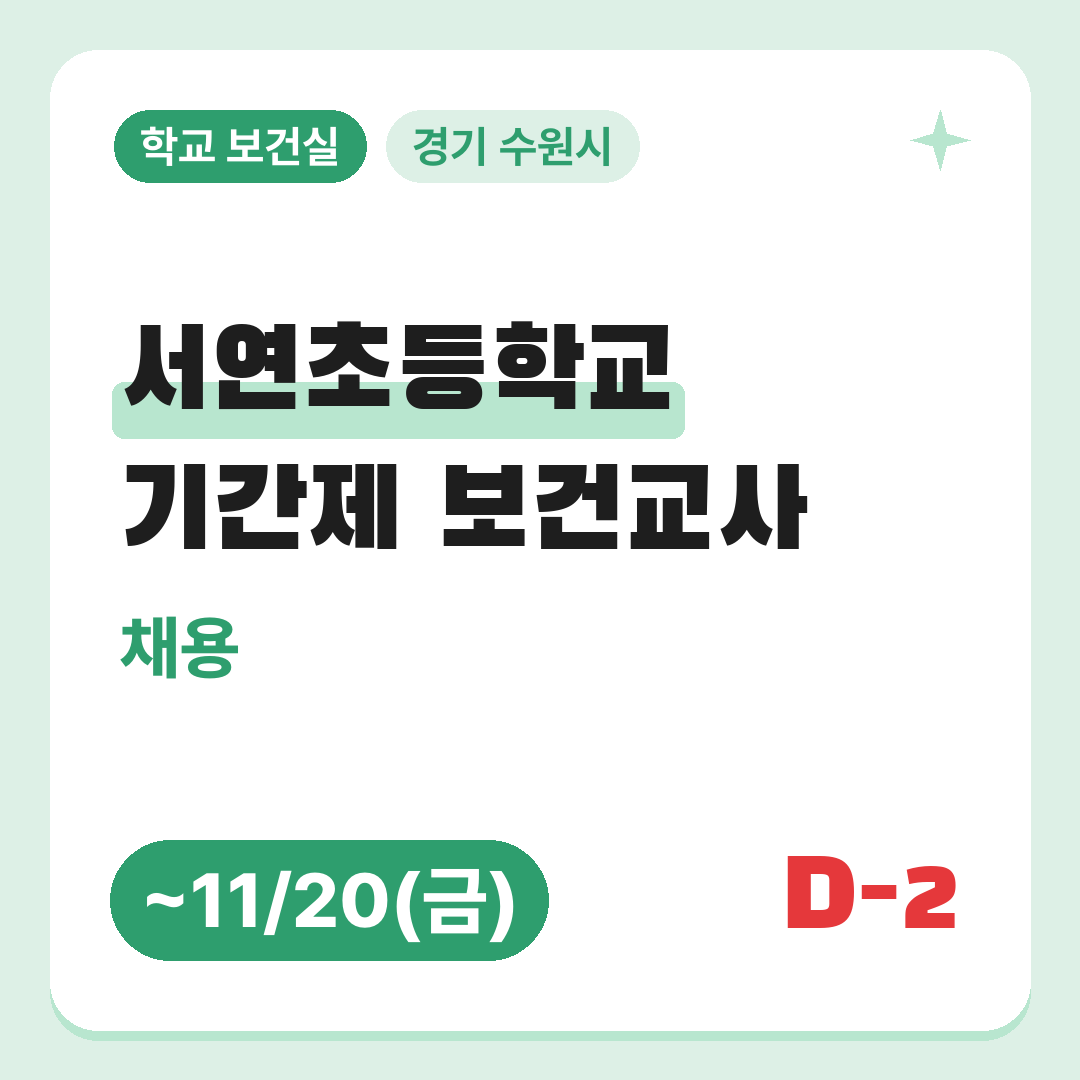 학교 보건실 경기 수원시
서연초등학교
기간제 보건교사
채용
~11/20(금) D-2